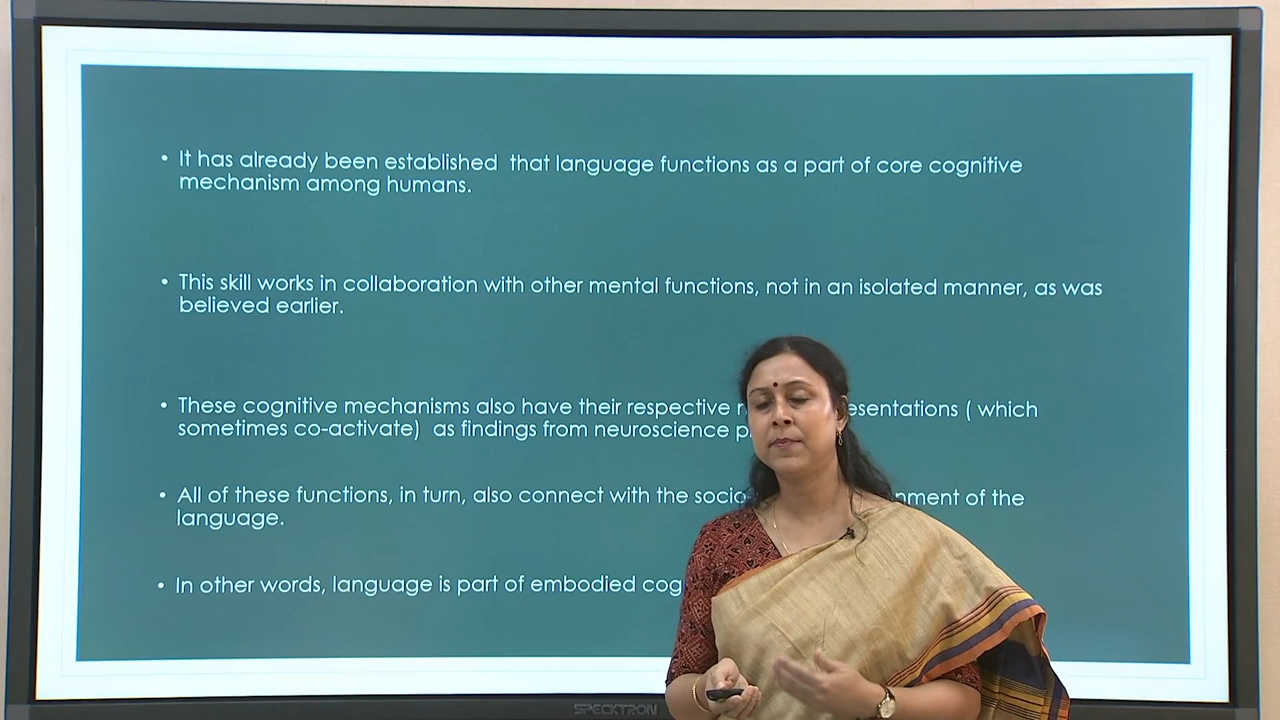 • It has already been established that language functions as a part of core cognitive
mechanism among humans.
• This skill works in collaboration with other mental functions, not in an isolated manner, as was
believed earlier.
• These cognitive mechanisms also have their respective esentations ( which
sometimes co-activate) as findings from neuroscience
• All of these functions, in turn, also connect with the socio- nment of the
language.
• In other words, language is part of embodied cog
SPECKTRON